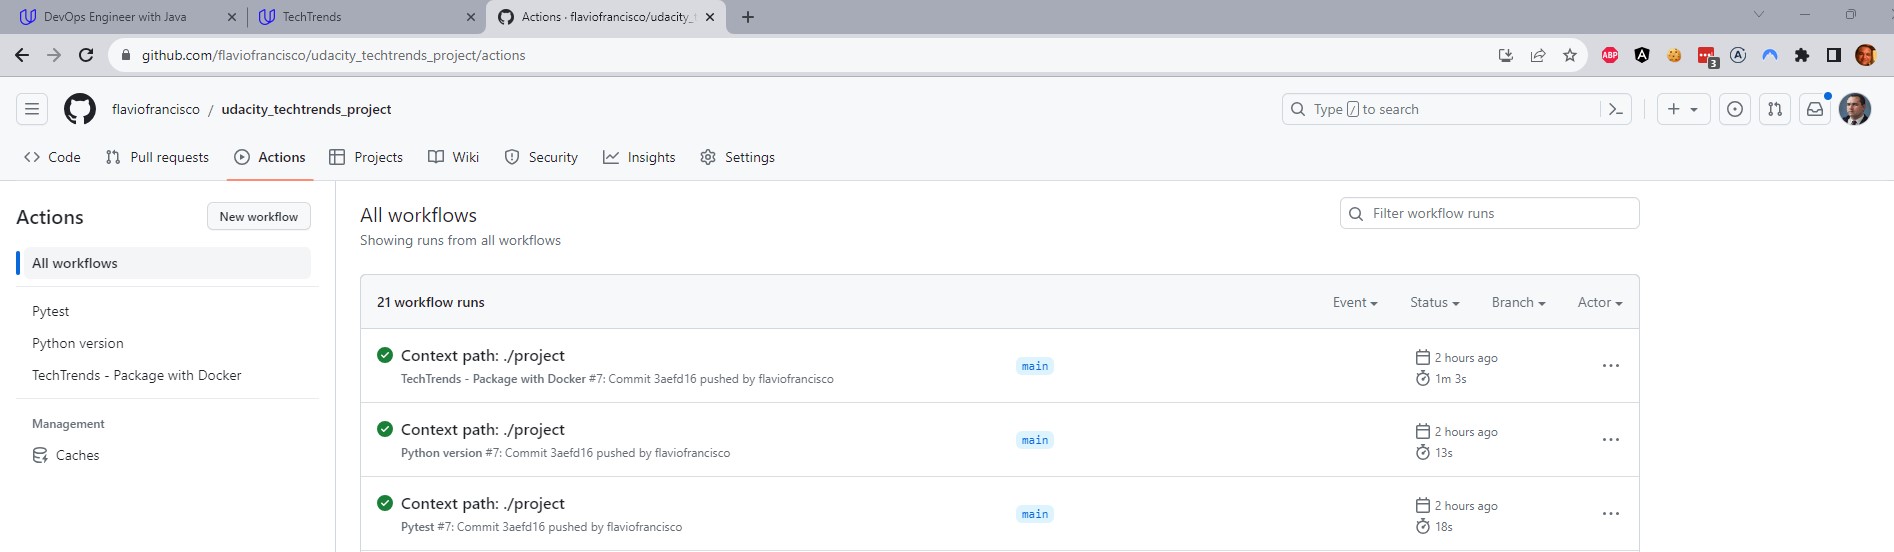 DevOps Engineer with Java
TechTrends
Actions · flaviofrancisco/udacity_
github.com/flaviofrancisco/udacity_techtrends_project/actions
ABP
A
3
A
flaviofrancisco / udacity_techtrends_project
Type / to search
Code
Pull requests
Actions
Projects
Wiki
Security
Insights
Settings
Actions
New workflow
All workflows
Pytest
Python version
TechTrends - Package with Docker
Management
Caches
All workflows
Showing runs from all workflows
Filter workflow runs
21 workflow runs
Event
Status
Branch
Actor
Context path: ./project
TechTrends - Package with Docker #7: Commit 3aefd16 pushed by flaviofrancisco
main
2 hours ago
1m 3s
Context path: ./project
Python version #7: Commit 3aefd16 pushed by flaviofrancisco
main
2 hours ago
13s
Context path: ./project
Pytest #7: Commit 3aefd16 pushed by flaviofrancisco
main
2 hours ago
18s